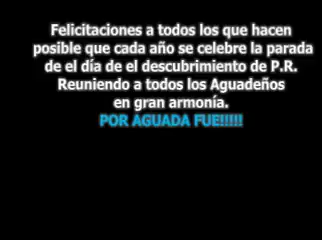 Felicitaciones a todos los que hacen
posible que cada año se celebre la parada
de el día de el descubrimiento de P.R.
Reuniendo a todos los Aguadeños
en gran armonía.
POR AGUADA FUE!!!!!